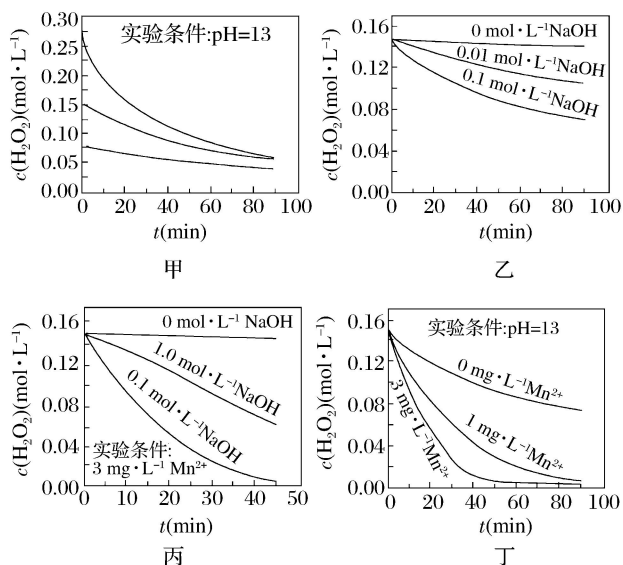 c(H₂O₂)(mol·L⁻¹)
0.30
0.25
0.20
0.15
0.10
0.05
0.00
实验条件:pH=13
0 20 40 60 80 100
t(min)
甲
c(H₂O₂)(mol·L⁻¹)
0.16
0.12
0.08
0.04
0.00
0 mol·L⁻¹NaOH
0.01 mol·L⁻¹NaOH
0.1 mol·L⁻¹NaOH
0 20 40 60 80 100
t(min)
乙
c(H₂O₂)(mol·L⁻¹)
0.16
0.12
0.08
0.04
0.00
0 mol·L⁻¹ NaOH
1.0 mol·L⁻¹NaOH
0.1 mol·L⁻¹NaOH
实验条件:
3 mg·L⁻¹ Mn²⁺
0 10 20 30 40 50
t(min)
丙
c(H₂O₂)(mol·L⁻¹)
0.16
0.12
0.08
0.04
0.00
实验条件:pH=13
0 mg·L⁻¹Mn²⁺
1 mg·L⁻¹Mn²⁺
3 mg·L⁻¹Mn²⁺
0 20 40 60 80 100
t(min)
丁